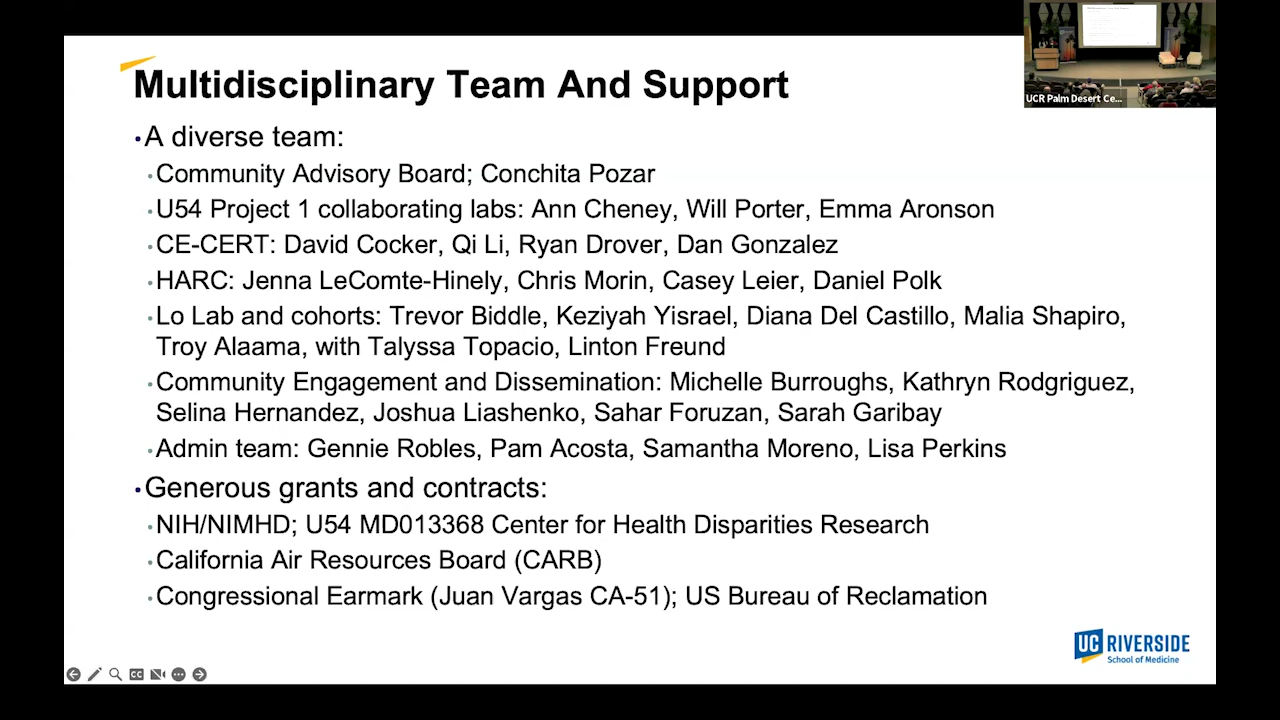 Multidisciplinary Team And Support
UCR Palm Desert Ce...
•A diverse team:
•Community Advisory Board; Conchita Pozar
•U54 Project 1 collaborating labs: Ann Cheney, Will Porter, Emma Aronson
•CE-CERT: David Cocker, Qi Li, Ryan Drover, Dan Gonzalez
•HARC: Jenna LeComte-Hinely, Chris Morin, Casey Leier, Daniel Polk
•Lo Lab and cohorts: Trevor Biddle, Keziyah Yisrael, Diana Del Castillo, Malia Shapiro,
Troy Alaama, with Talyssa Topacio, Linton Freund
•Community Engagement and Dissemination: Michelle Burroughs, Kathryn Rodgriguez,
Selina Hernandez, Joshua Liashenko, Sahar Foruzan, Sarah Garibay
•Admin team: Gennie Robles, Pam Acosta, Samantha Moreno, Lisa Perkins
•Generous grants and contracts:
•NIH/NIMHD; U54 MD013368 Center for Health Disparities Research
•California Air Resources Board (CARB)
•Congressional Earmark (Juan Vargas CA-51); US Bureau of Reclamation
UC RIVERSIDE
School of Medicine
CC